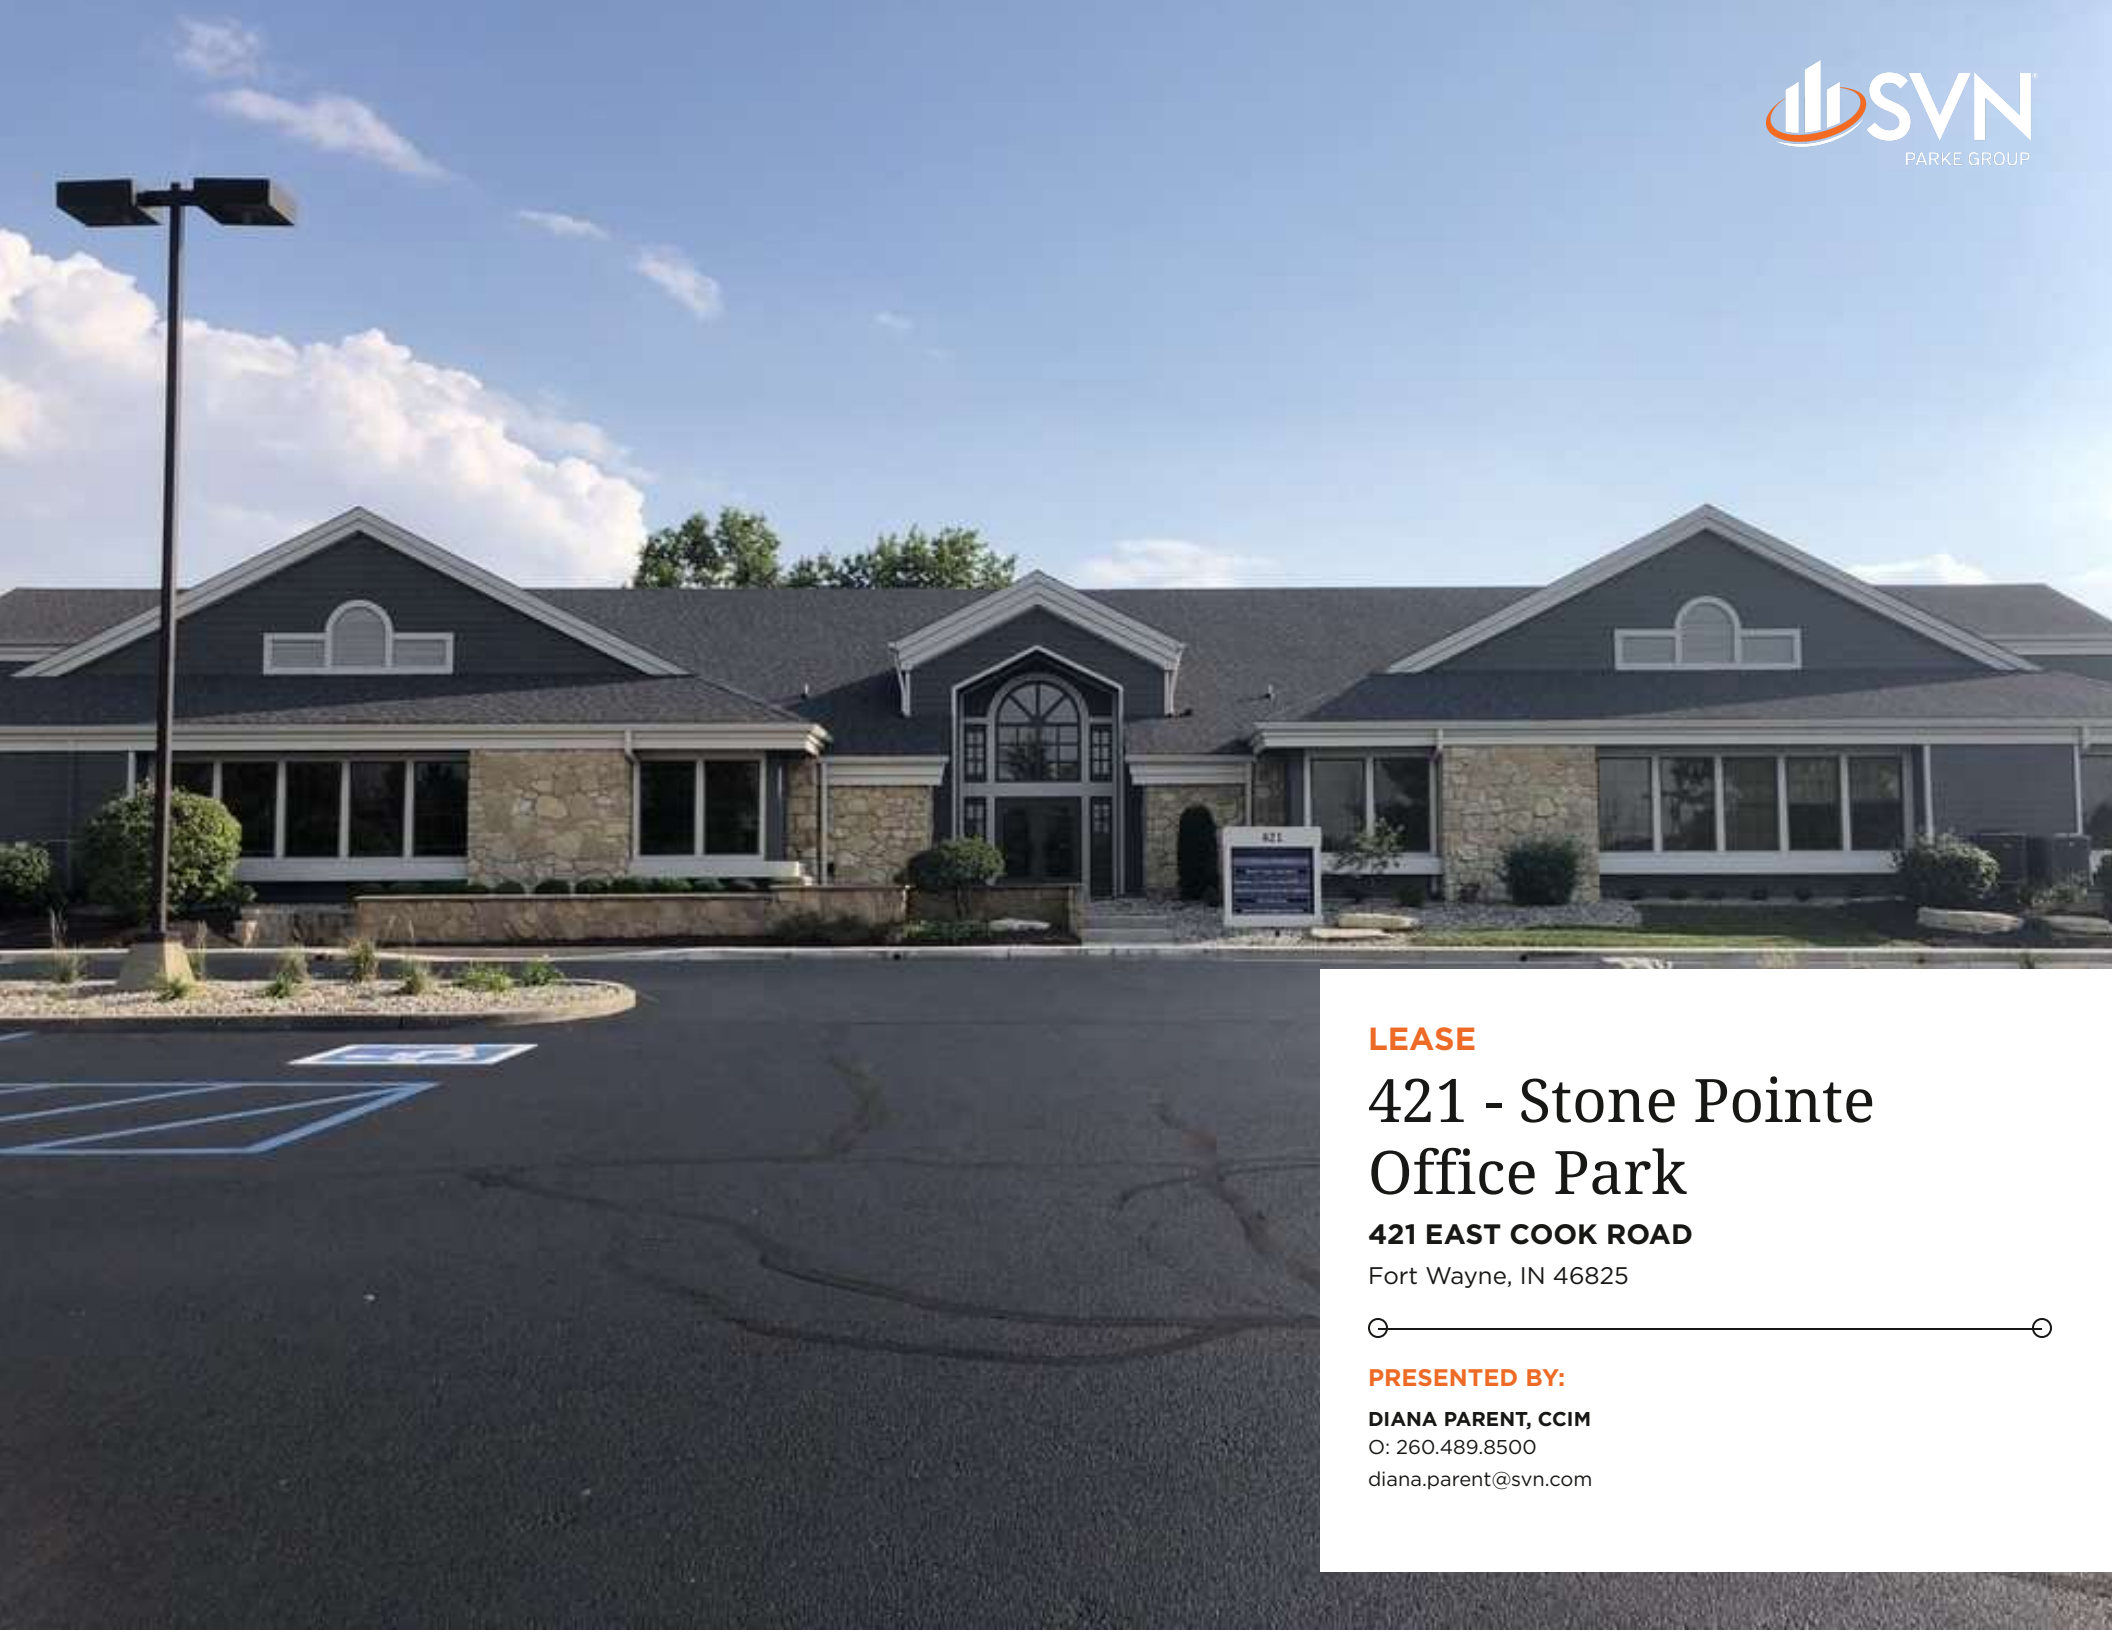 SVN
PARKE GROUP
421
LEASE
421 - Stone Pointe
Office Park
421 EAST COOK ROAD
Fort Wayne, IN 46825
PRESENTED BY:
DIANA PARENT, CCIM
O: 260.489.8500
diana.parent@svn.com